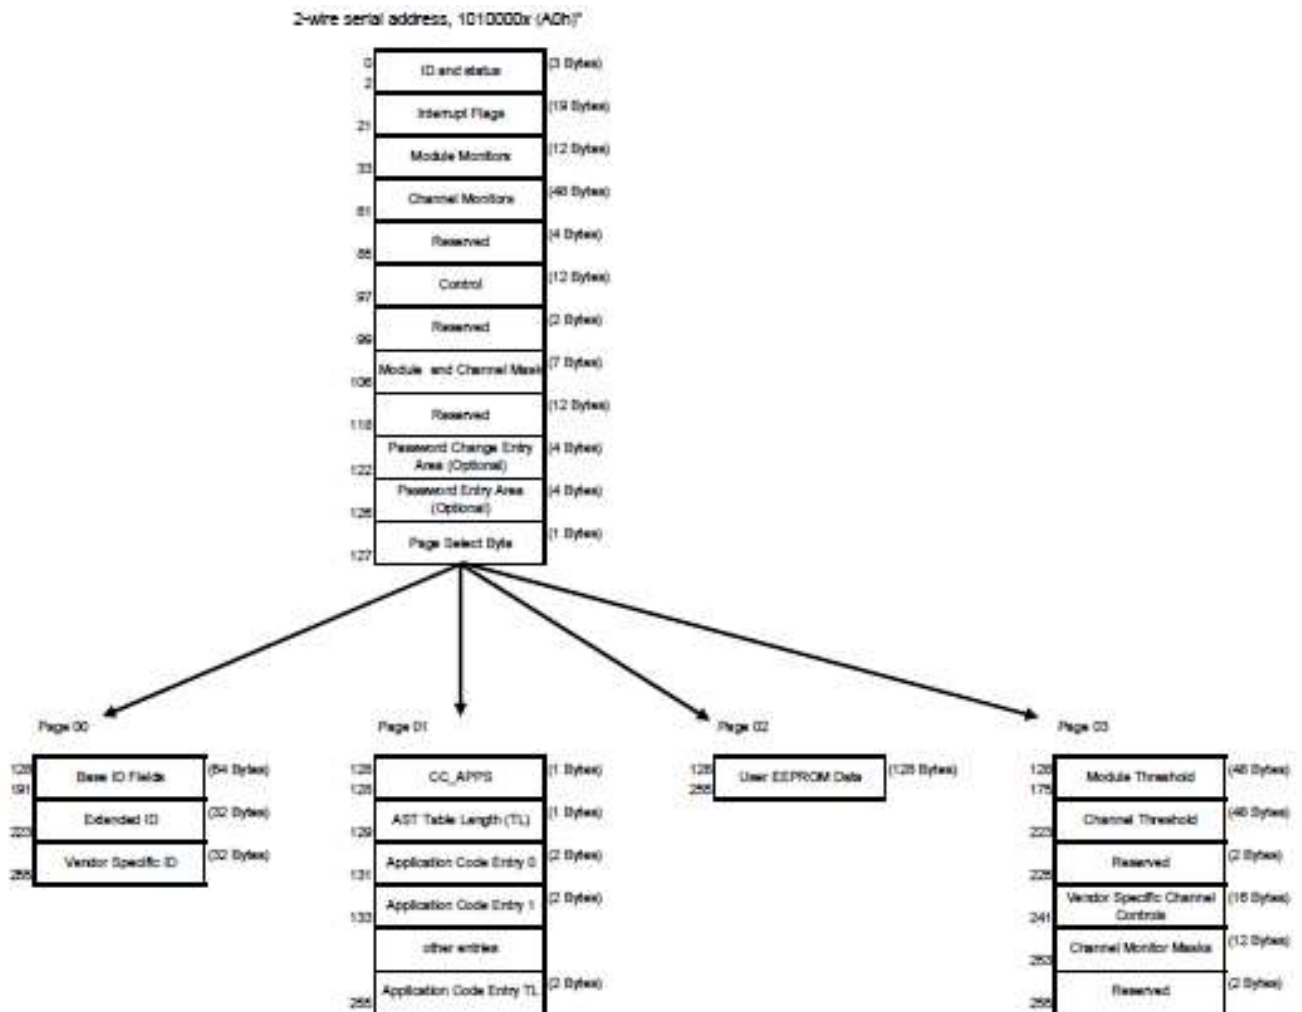 2-wire serial address, 1010000x (A0h)"
0
2
ID and status
(3 Bytes)
21
Interrupt Flags
(19 Bytes)
33
Module Monitors
(12 Bytes)
81
Channel Monitors
(48 Bytes)
85
Reserved
(4 Bytes)
97
Control
(12 Bytes)
99
Reserved
(2 Bytes)
106
Module and Channel Mask
(7 Bytes)
118
Reserved
(12 Bytes)
122
Password Change Entry
Area (Optional)
(4 Bytes)
126
Password Entry Area
(Optional)
(4 Bytes)
127
Page Select Byte
(1 Bytes)
Page 00
128
191
Base ID Fields
(64 Bytes)
223
Extended ID
(32 Bytes)
255
Vendor Specific ID
(32 Bytes)
Page 01
128
128
CC_APPS
(1 Bytes)
129
AST Table Length (TL)
(1 Bytes)
131
Application Code Entry 0
(2 Bytes)
133
Application Code Entry 1
(2 Bytes)
other entries
255
Application Code Entry TL
(2 Bytes)
Page 02
128
255
User EEPROM Data
(128 Bytes)
Page 03
128
175
Module Threshold
(48 Bytes)
223
Channel Threshold
(48 Bytes)
225
Reserved
(2 Bytes)
241
Vendor Specific Channel
Controls
(16 Bytes)
253
Channel Monitor Masks
(12 Bytes)
255
Reserved
(2 Bytes)